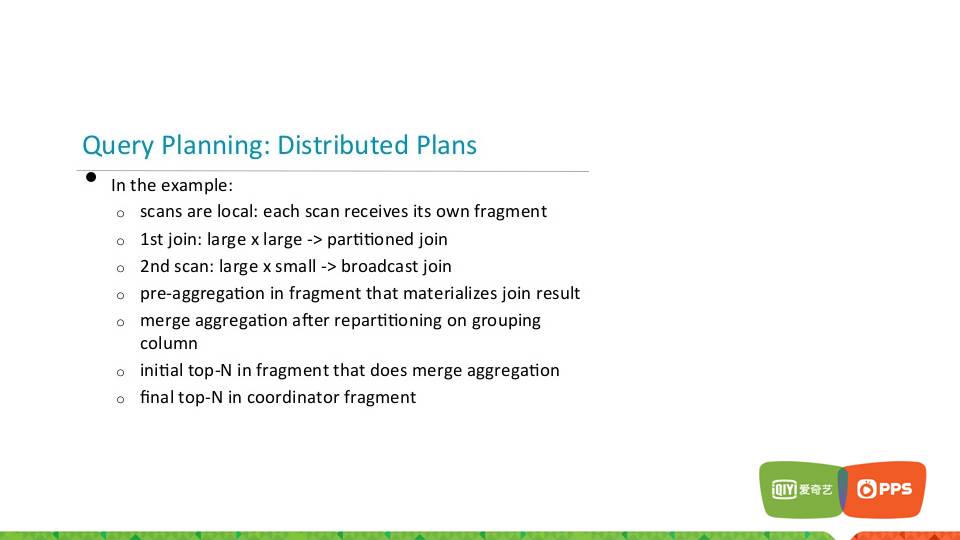 Query Planning: Distributed Plans
• In the example:
o scans are local: each scan receives its own fragment
o 1st join: large x large -> partitioned join
o 2nd scan: large x small -> broadcast join
o pre-aggregation in fragment that materializes join result
o merge aggregation after repartitioning on grouping
column
o initial top-N in fragment that does merge aggregation
o final top-N in coordinator fragment
iQIYI 爱奇艺 PPS